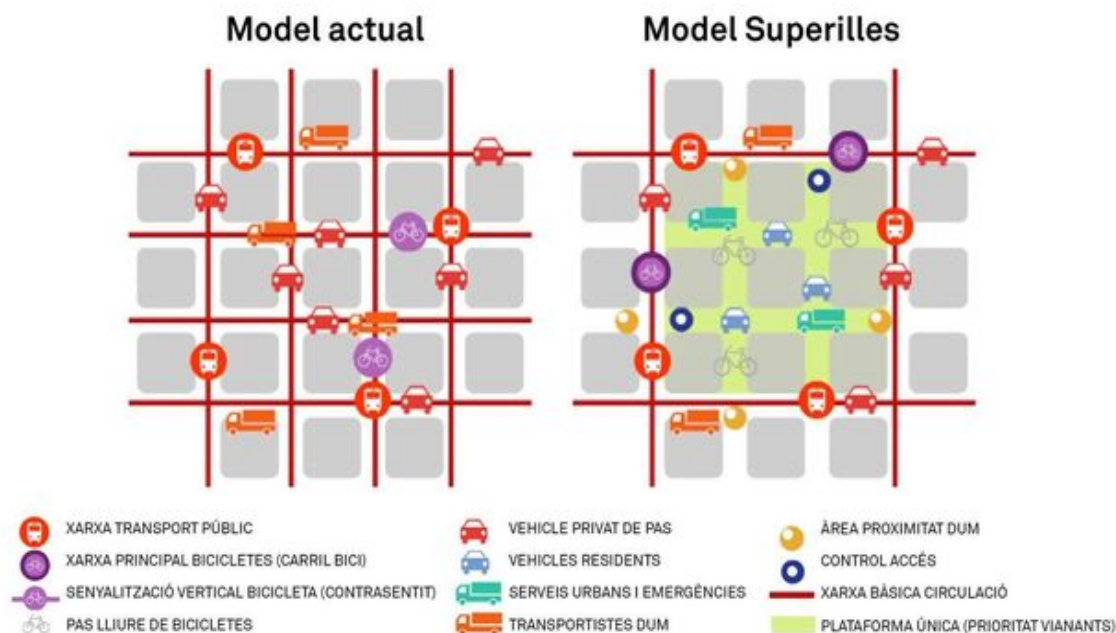 Model actual
Model Superilles
XARXA TRANSPORT PÚBLIC
XARXA PRINCIPAL BICICLETES (CARRIL BICI)
SENYALITZACIÓ VERTICAL BICICLETA (CONTRASENTIT)
PAS LLIURE DE BICICLETES
VEHICLE PRIVAT DE PAS
VEHICLES RESIDENTS
SERVEIS URBANS I EMERGÈNCIES
TRANSPORTISTES DUM
ÀREA PROXIMITAT DUM
CONTROL ACCÉS
XARXA BÀSICA CIRCULACIÓ
PLATAFORMA ÚNICA (PRIORITAT VIANANTS)